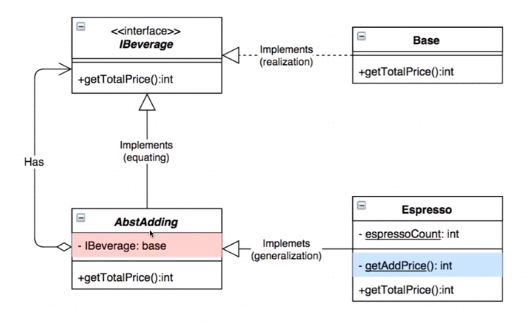 <<interface>>
IBeverage
+getTotalPrice():int
Implements
(realization)
Base
+getTotalPrice():int
Has
Implements
(equating)
AbstAdding
- IBeverage: base
+getTotalPrice():int
Implemets
(generalization)
Espresso
- espressoCount: int
- getAddPrice(): int
+getTotalPrice():int